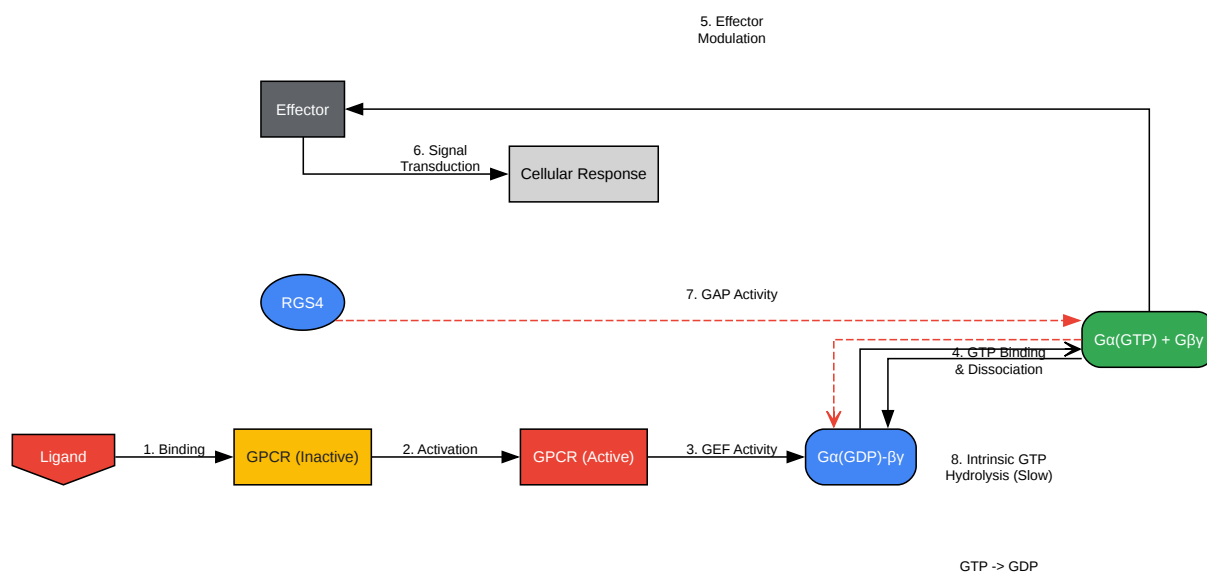 5. Effector
Modulation
Effector
6. Signal
Transduction
Cellular Response
RGS4
7. GAP Activity
Gα(GTP) + Gβγ
4. GTP Binding
& Dissociation
Ligand
1. Binding
GPCR (Inactive)
2. Activation
GPCR (Active)
3. GEF Activity
Gα(GDP)-βγ
8. Intrinsic GTP
Hydrolysis (Slow)
GTP -> GDP